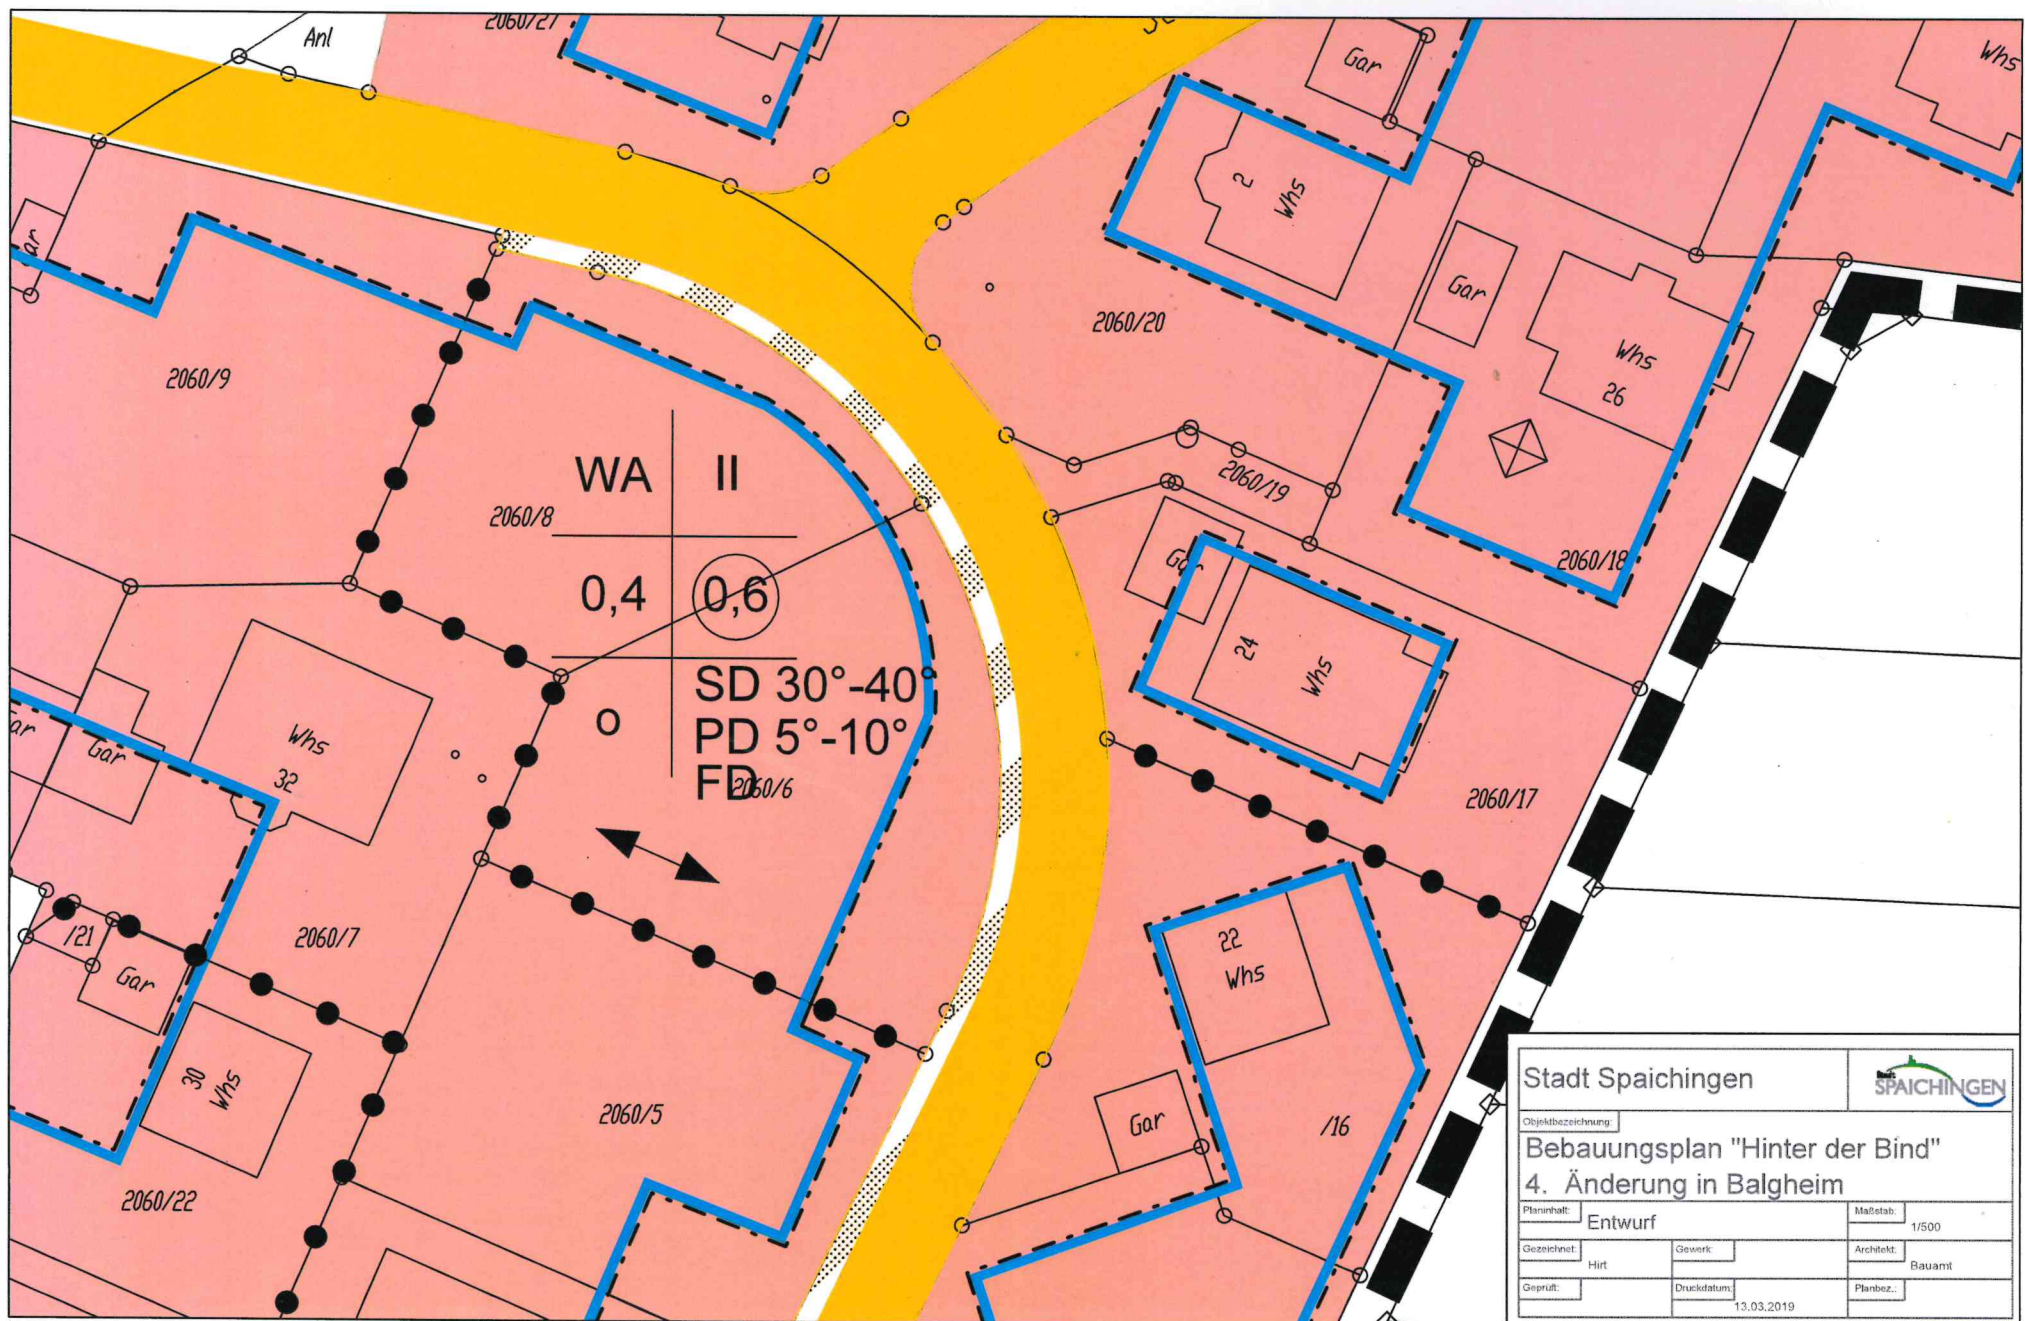 Anl
2060/27
Gar
Whs
2
Whs
Gar
2060/20
Whs
26
2060/9
WA II
2060/8
0,4 0,6
2060/19
Gar
2060/18
24
Whs
SD 30°-40°
o
PD 5°-10°
FD
2060/6
Whs
32
Gar
2060/17
2060/7
/21
Gar
22
Whs
30
Whs
2060/5
Gar
/16
2060/22
Stadt Spaichingen
Stadt
SPAICHINGEN
Objektbezeichnung:
Bebauungsplan "Hinter der Bind"
4. Änderung in Balgheim
Planinhalt: Entwurf
Maßstab: 1/500
Gezeichnet: Hirt
Gewerk:
Architekt: Bauamt
Geprüft:
Druckdatum: 13.03.2019
Planbez.: